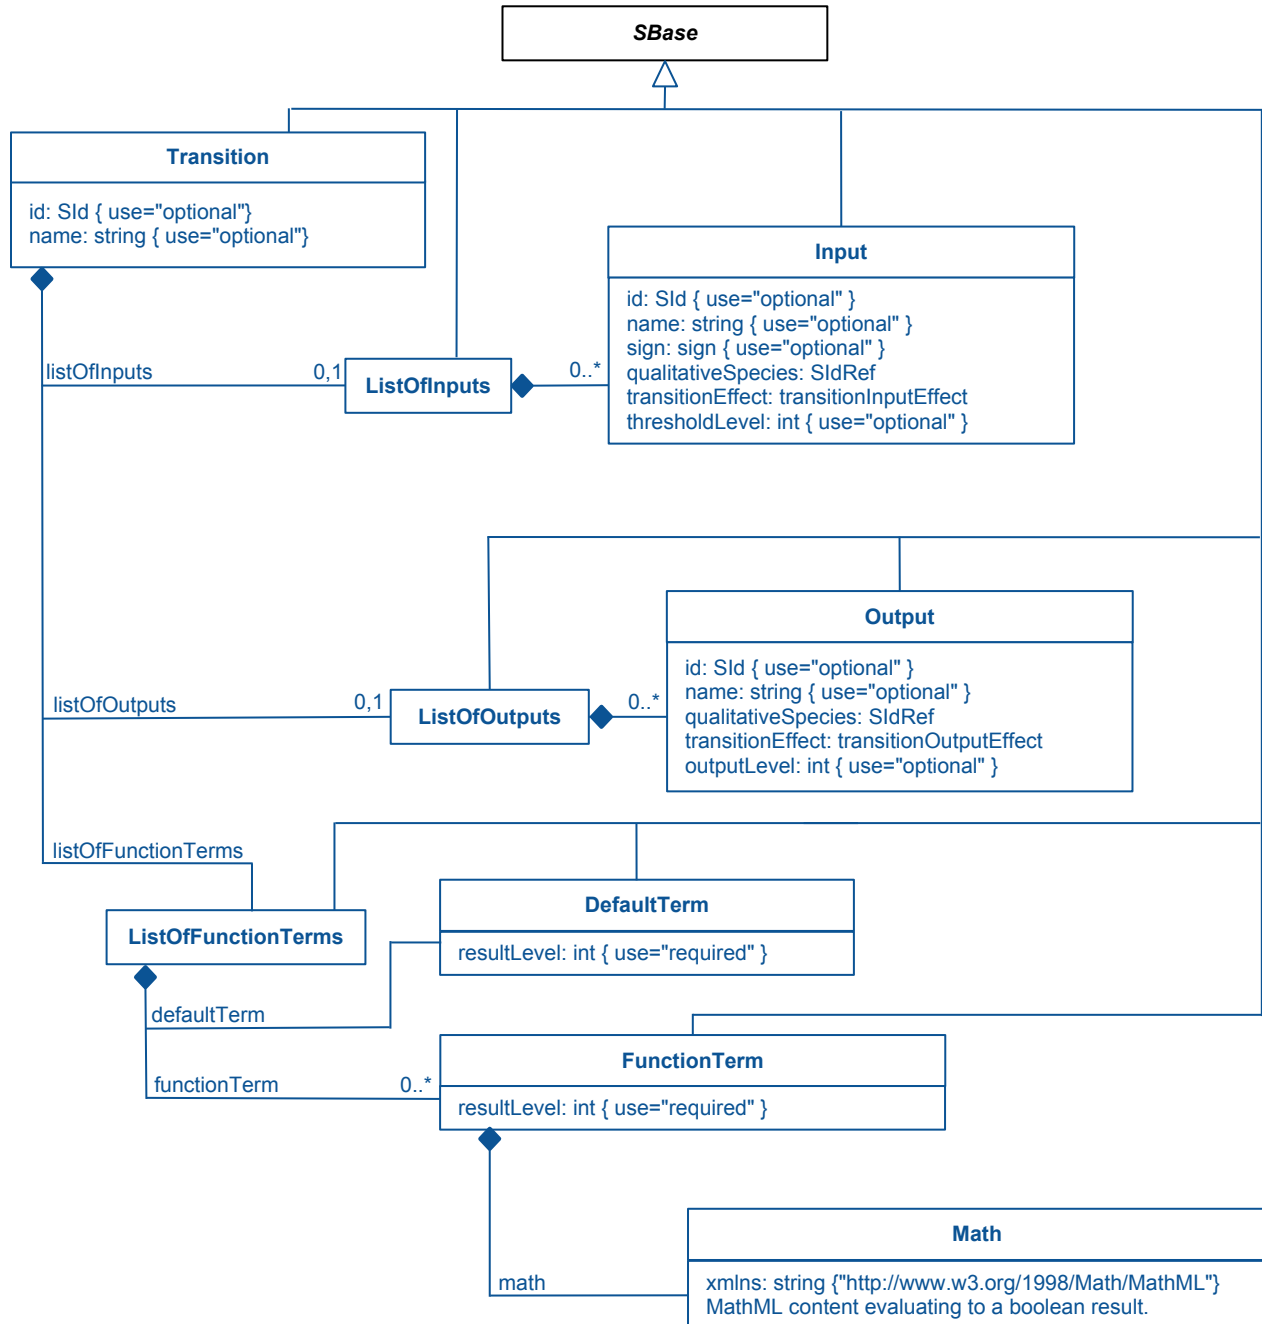 SBase
Transition
id: SId { use="optional"}
name: string { use="optional"}
Input
id: SId { use="optional" }
name: string { use="optional" }
sign: sign { use="optional" }
qualitativeSpecies: SIdRef
transitionEffect: transitionInputEffect
thresholdLevel: int { use="optional" }
listOfInputs
0,1
ListOfInputs
0..*
Output
id: SId { use="optional" }
name: string { use="optional" }
qualitativeSpecies: SIdRef
transitionEffect: transitionOutputEffect
outputLevel: int { use="optional" }
listOfOutputs
0,1
ListOfOutputs
0..*
listOfFunctionTerms
ListOfFunctionTerms
DefaultTerm
resultLevel: int { use="required" }
defaultTerm
FunctionTerm
resultLevel: int { use="required" }
functionTerm
0..*
Math
xmlns: string {"http://www.w3.org/1998/Math/MathML"}
MathML content evaluating to a boolean result.
math